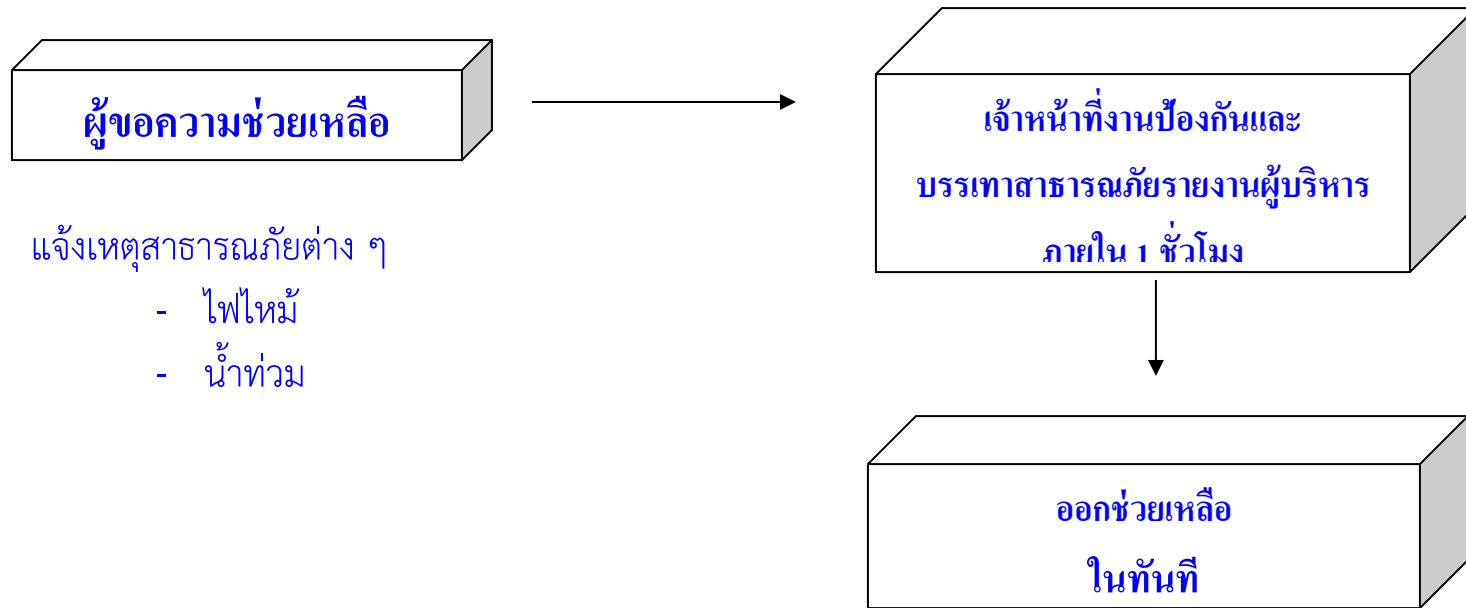 ผู้ขอความช่วยเหลือ
แจ้งเหตุสาธารณภัยต่าง ๆ
- ไฟไหม้
- น้ำท่วม
เจ้าหน้าที่งานป้องกันและ
บรรเทาสาธารณภัยรายงานผู้บริหาร
ภายใน 1 ชั่วโมง
ออกช่วยเหลือ
ในทันที